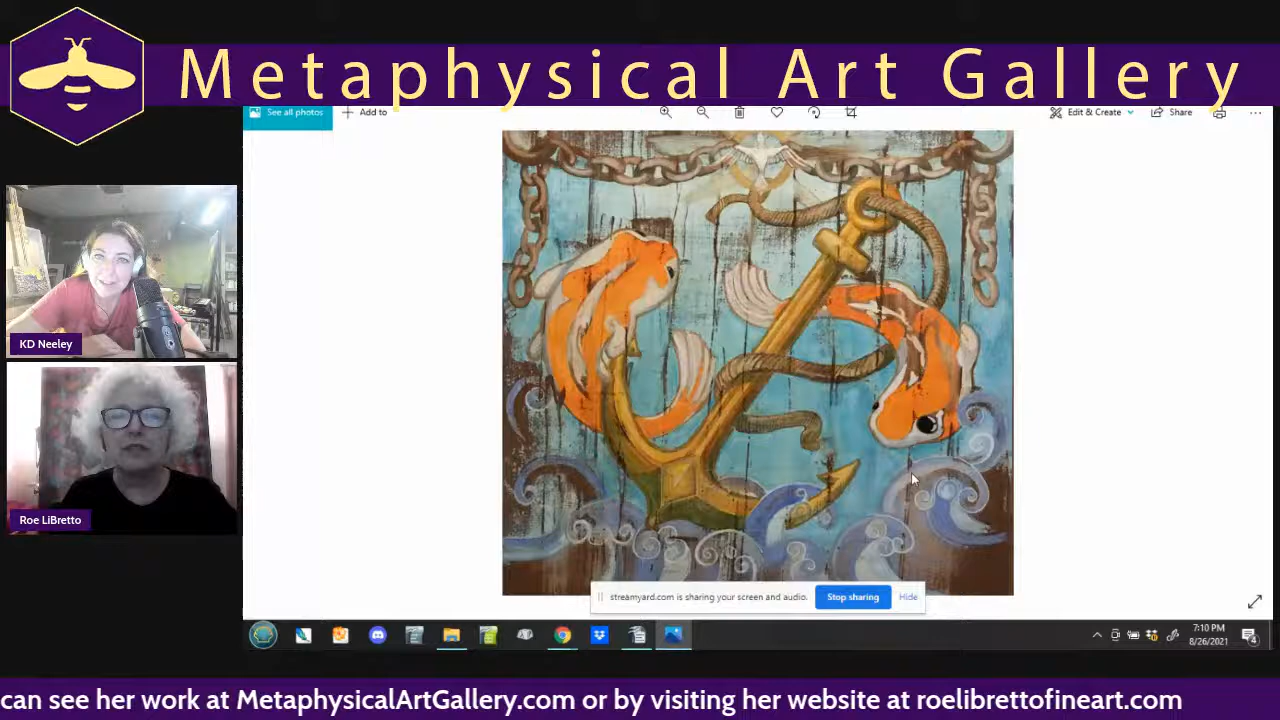 Metaphysical Art Gallery
See all photos
Add to
Edit & Create
Share
KD Neeley
Roe LiBretto
streamyard.com is sharing your screen and audio.
Stop sharing
Hide
7:10 PM
8/26/2021
4
can see her work at MetaphysicalArtGallery.com or by visiting her website at roelibrettofineart.com